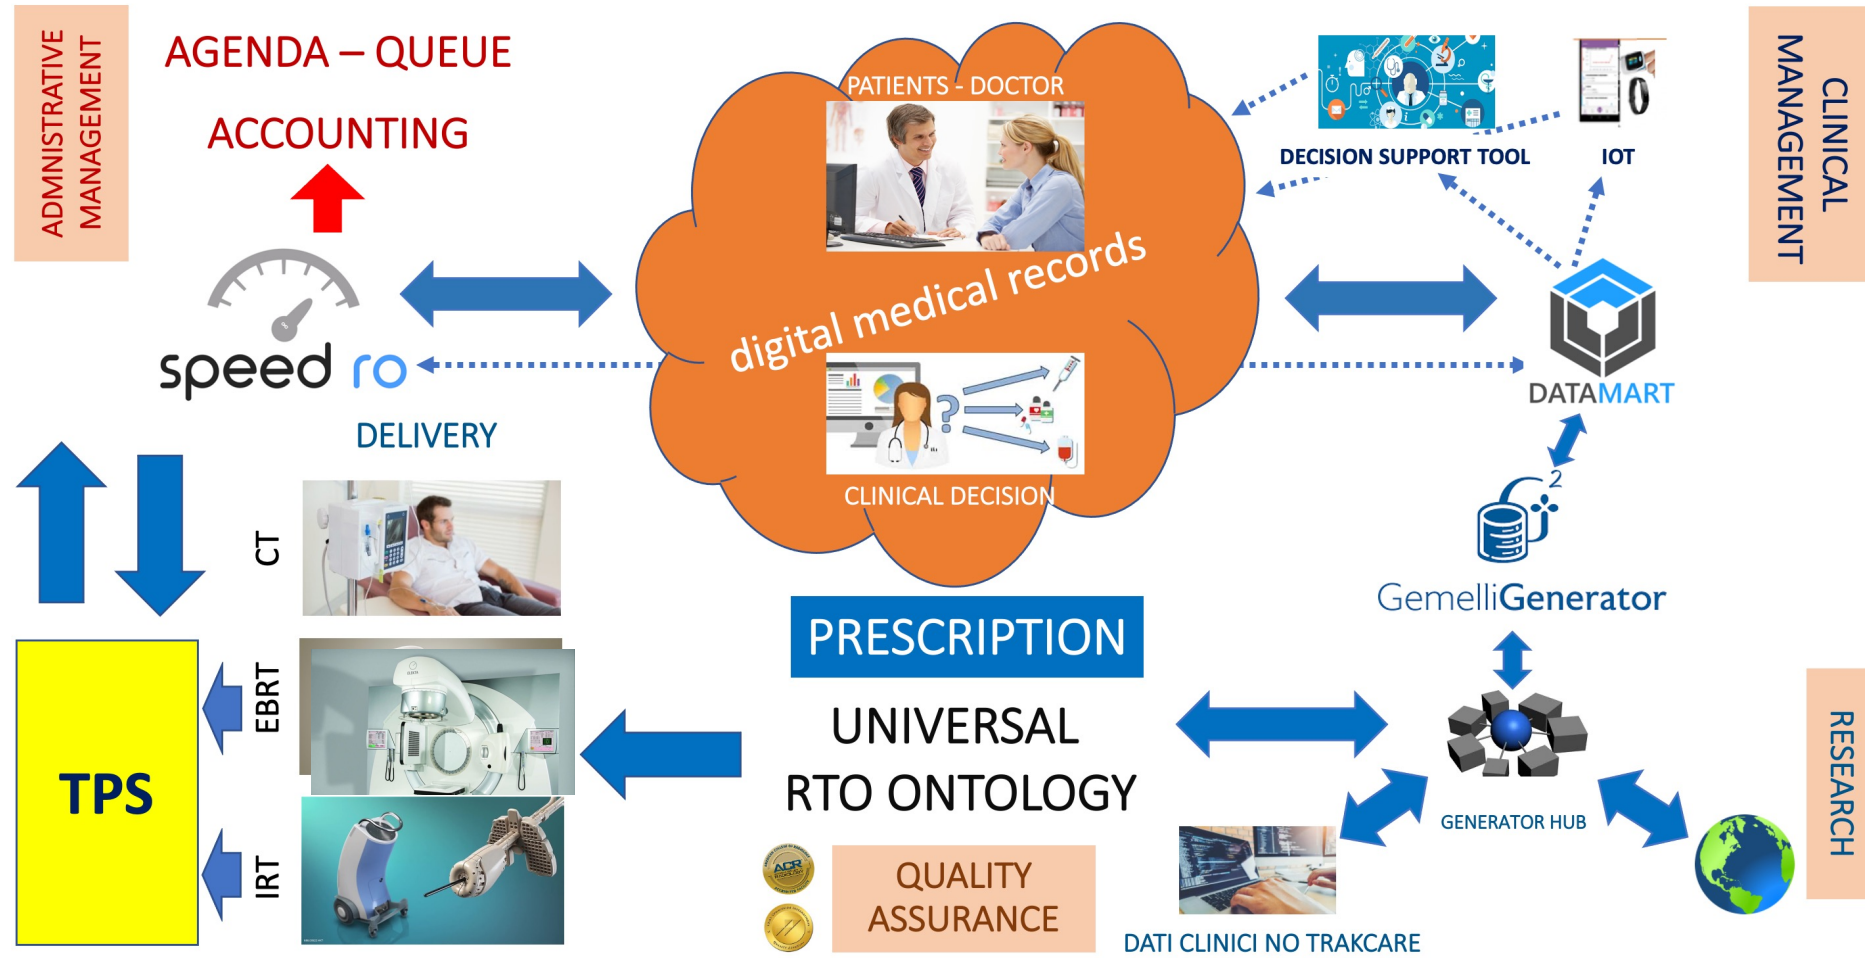 ADMNISTRATIVE
MANAGEMENT
AGENDA – QUEUE
ACCOUNTING
speed ro
DELIVERY
CT
EBRT
IRT
TPS
PATIENTS - DOCTOR
digital medical records
CLINICAL DECISION
PRESCRIPTION
UNIVERSAL
RTO ONTOLOGY
ACR
QUALITY
ASSURANCE
DECISION SUPPORT TOOL
IOT
CLINICAL
MANAGEMENT
DATAMART
2
GemelliGenerator
GENERATOR HUB
DATI CLINICI NO TRAKCARE
RESEARCH